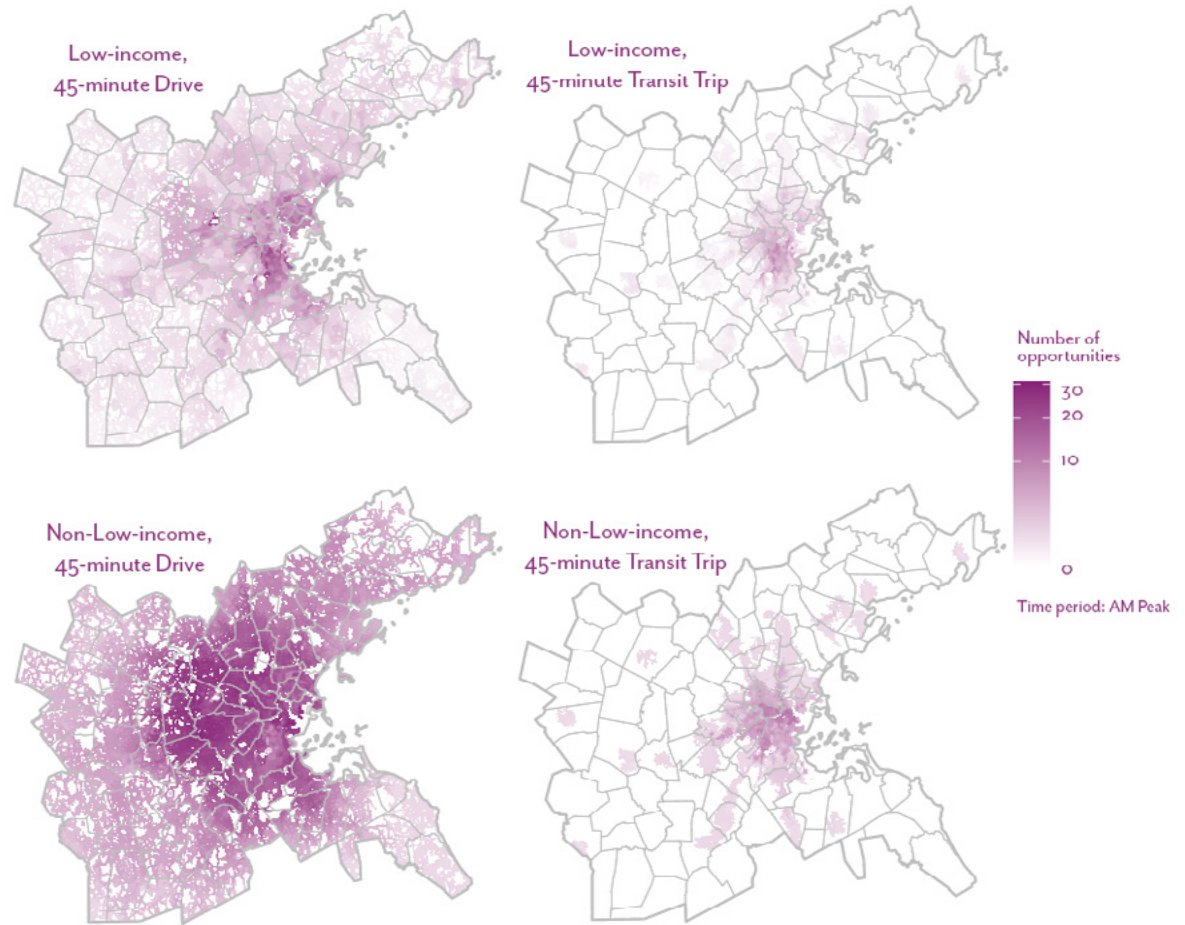 Low-income,
45-minute Drive
Low-income,
45-minute Transit Trip
Number of
opportunities
30
20
10
0
Time period: AM Peak
Non-Low-income,
45-minute Drive
Non-Low-income,
45-minute Transit Trip